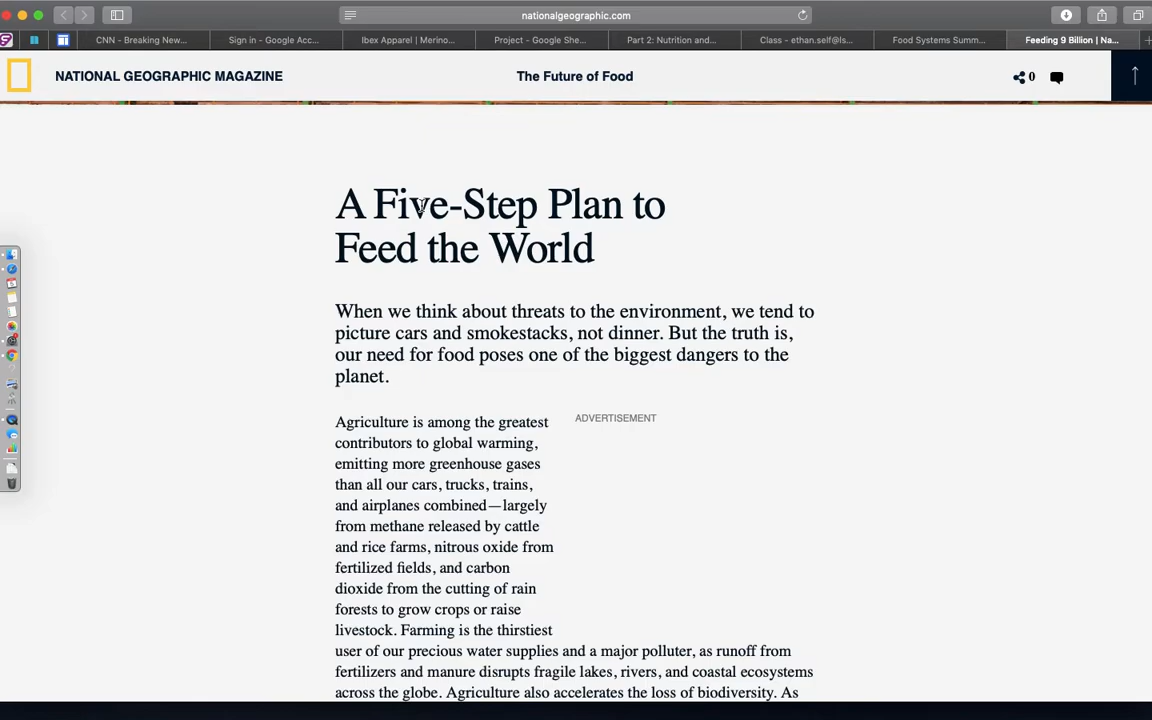 nationalgeographic.com
CNN - Breaking New...
Sign in - Google Acc...
Ibex Apparel | Merino...
Project - Google She...
Part 2: Nutrition and...
Class - ethan.self@ls...
Food Systems Summ...
Feeding 9 Billion | Na...
NATIONAL GEOGRAPHIC MAGAZINE
The Future of Food
0
A Five-Step Plan to
Feed the World
When we think about threats to the environment, we tend to
picture cars and smokestacks, not dinner. But the truth is,
our need for food poses one of the biggest dangers to the
planet.
Agriculture is among the greatest
contributors to global warming,
emitting more greenhouse gases
than all our cars, trucks, trains,
and airplanes combined—largely
from methane released by cattle
and rice farms, nitrous oxide from
fertilized fields, and carbon
dioxide from the cutting of rain
forests to grow crops or raise
livestock. Farming is the thirstiest
user of our precious water supplies and a major polluter, as runoff from
fertilizers and manure disrupts fragile lakes, rivers, and coastal ecosystems
across the globe. Agriculture also accelerates the loss of biodiversity. As
ADVERTISEMENT